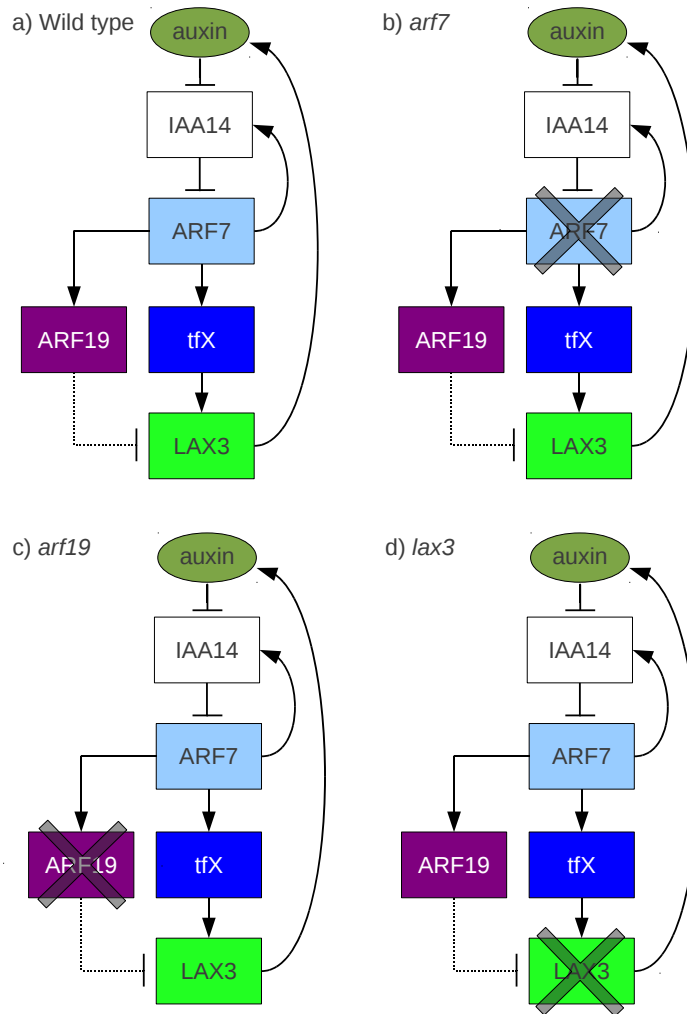 a) Wild type
auxin
IAA14
ARF7
ARF19
tfX
LAX3
b) arf7
auxin
IAA14
ARF7
ARF19
tfX
LAX3
c) arf19
auxin
IAA14
ARF7
ARF19
tfX
LAX3
d) lax3
auxin
IAA14
ARF7
ARF19
tfX
LAX3